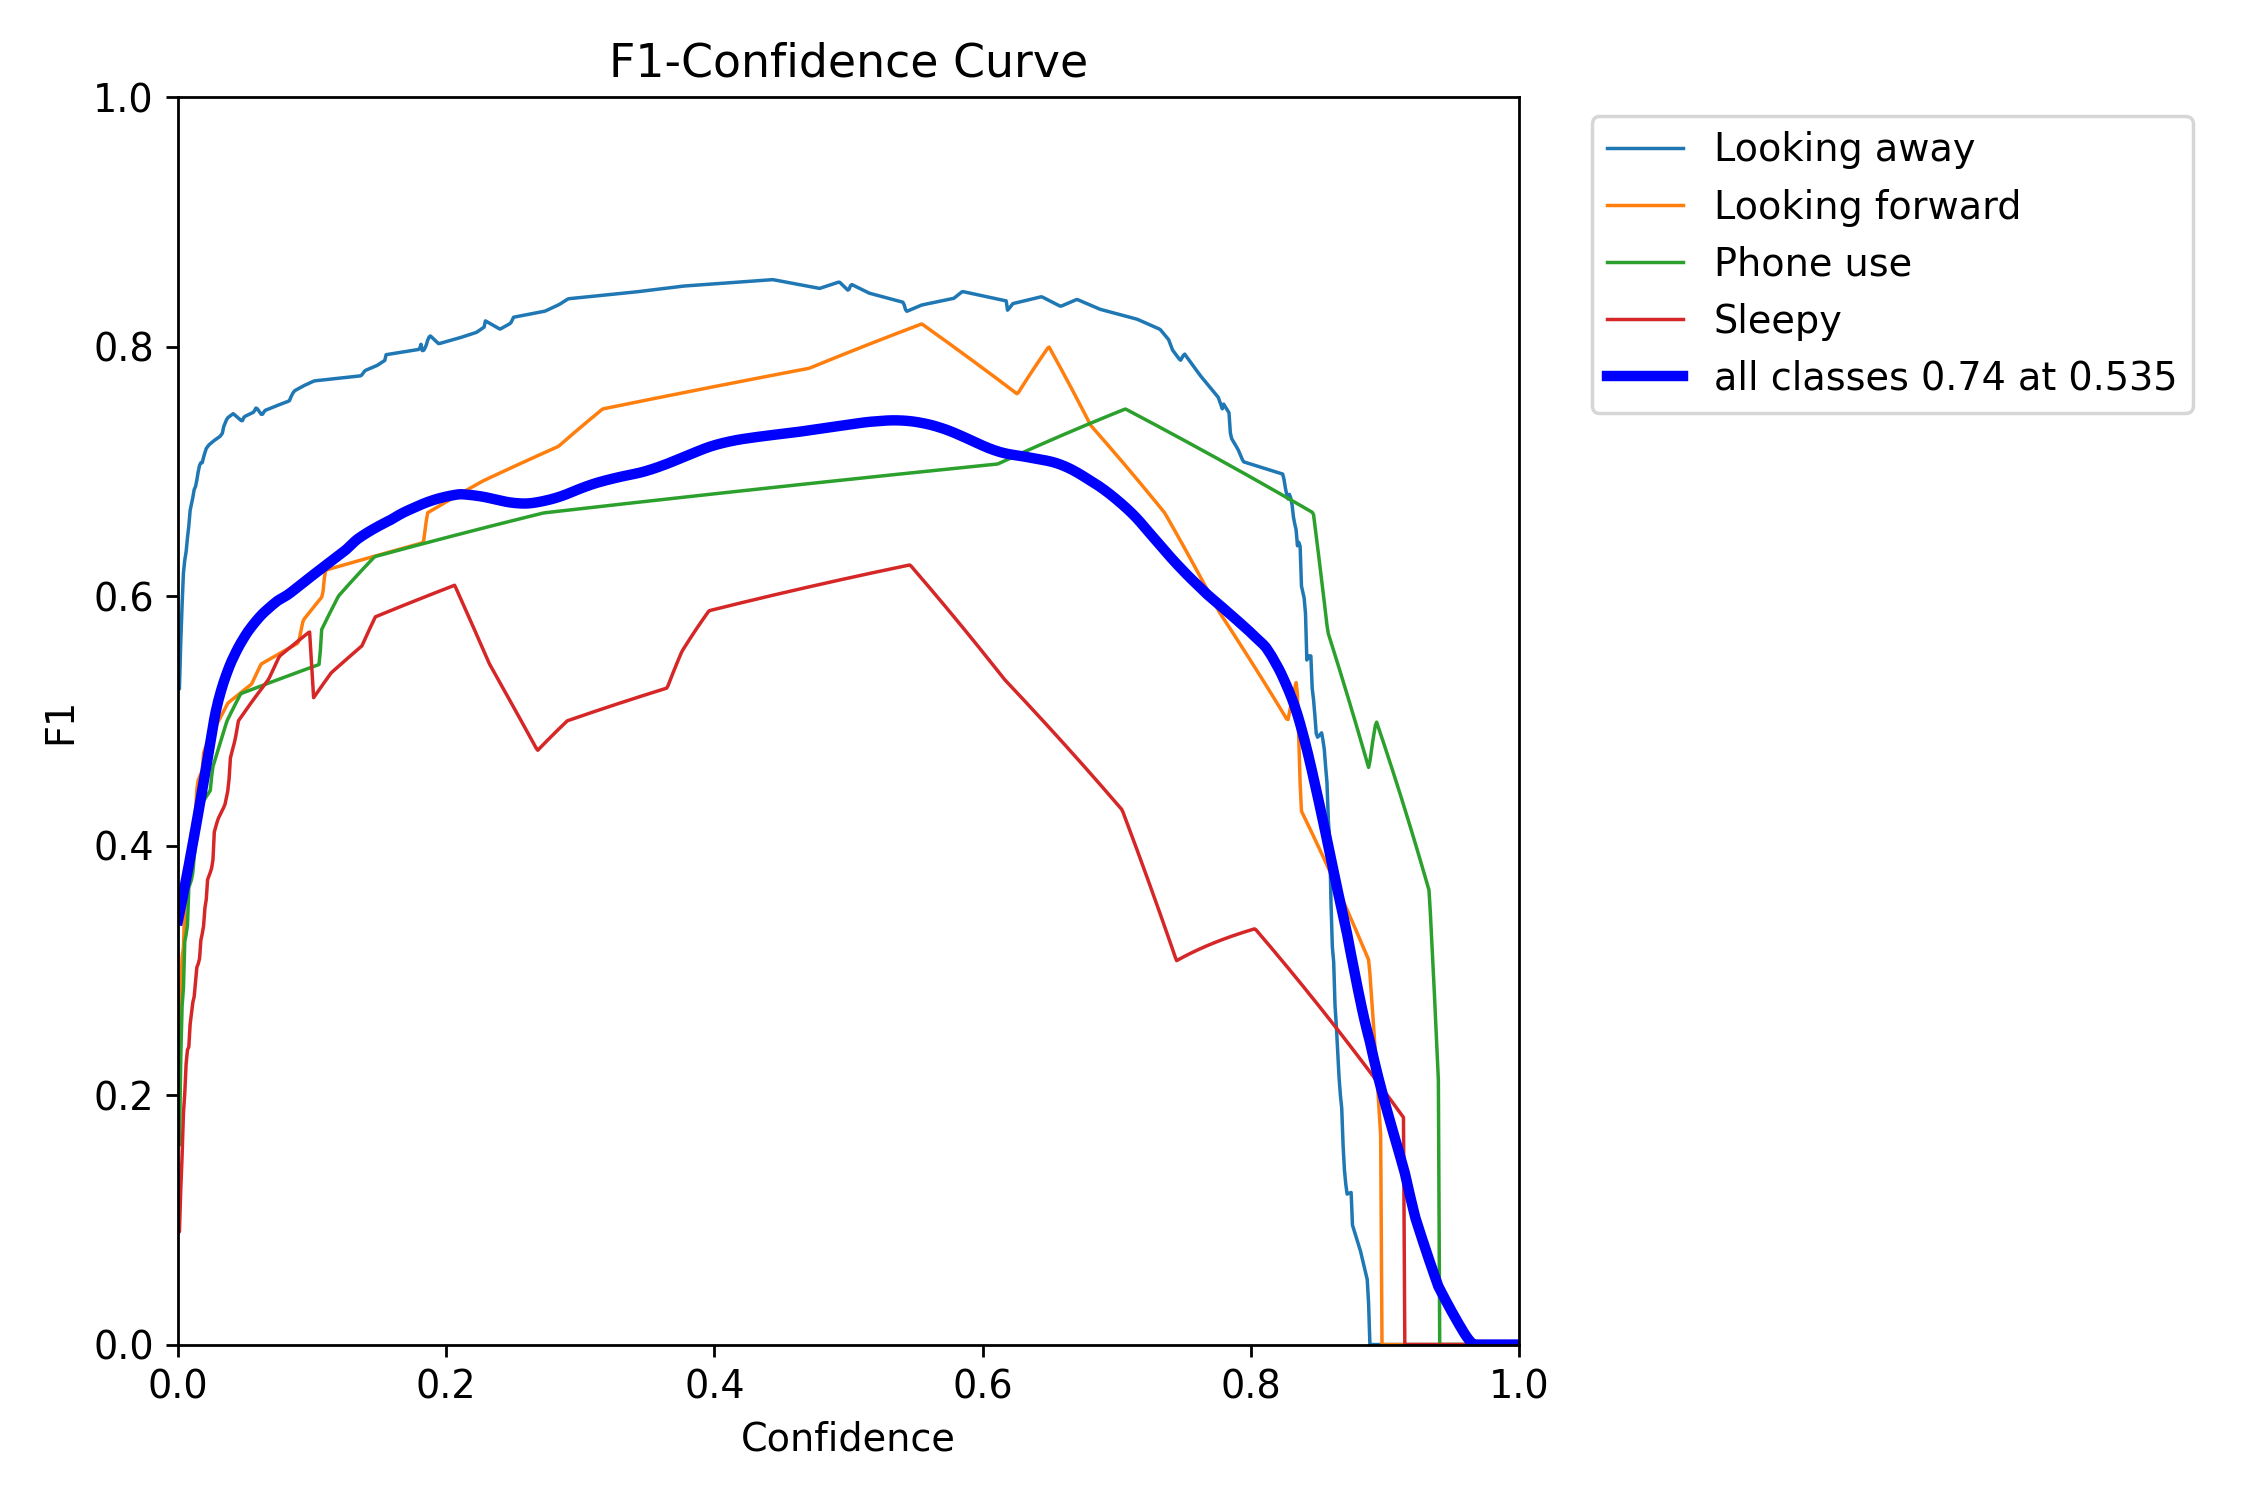 F1-Confidence Curve
1.0
0.8
0.6
0.4
0.2
0.0
F1
0.0 0.2 0.4 0.6 0.8 1.0
Confidence
Looking away
Looking forward
Phone use
Sleepy
all classes 0.74 at 0.535